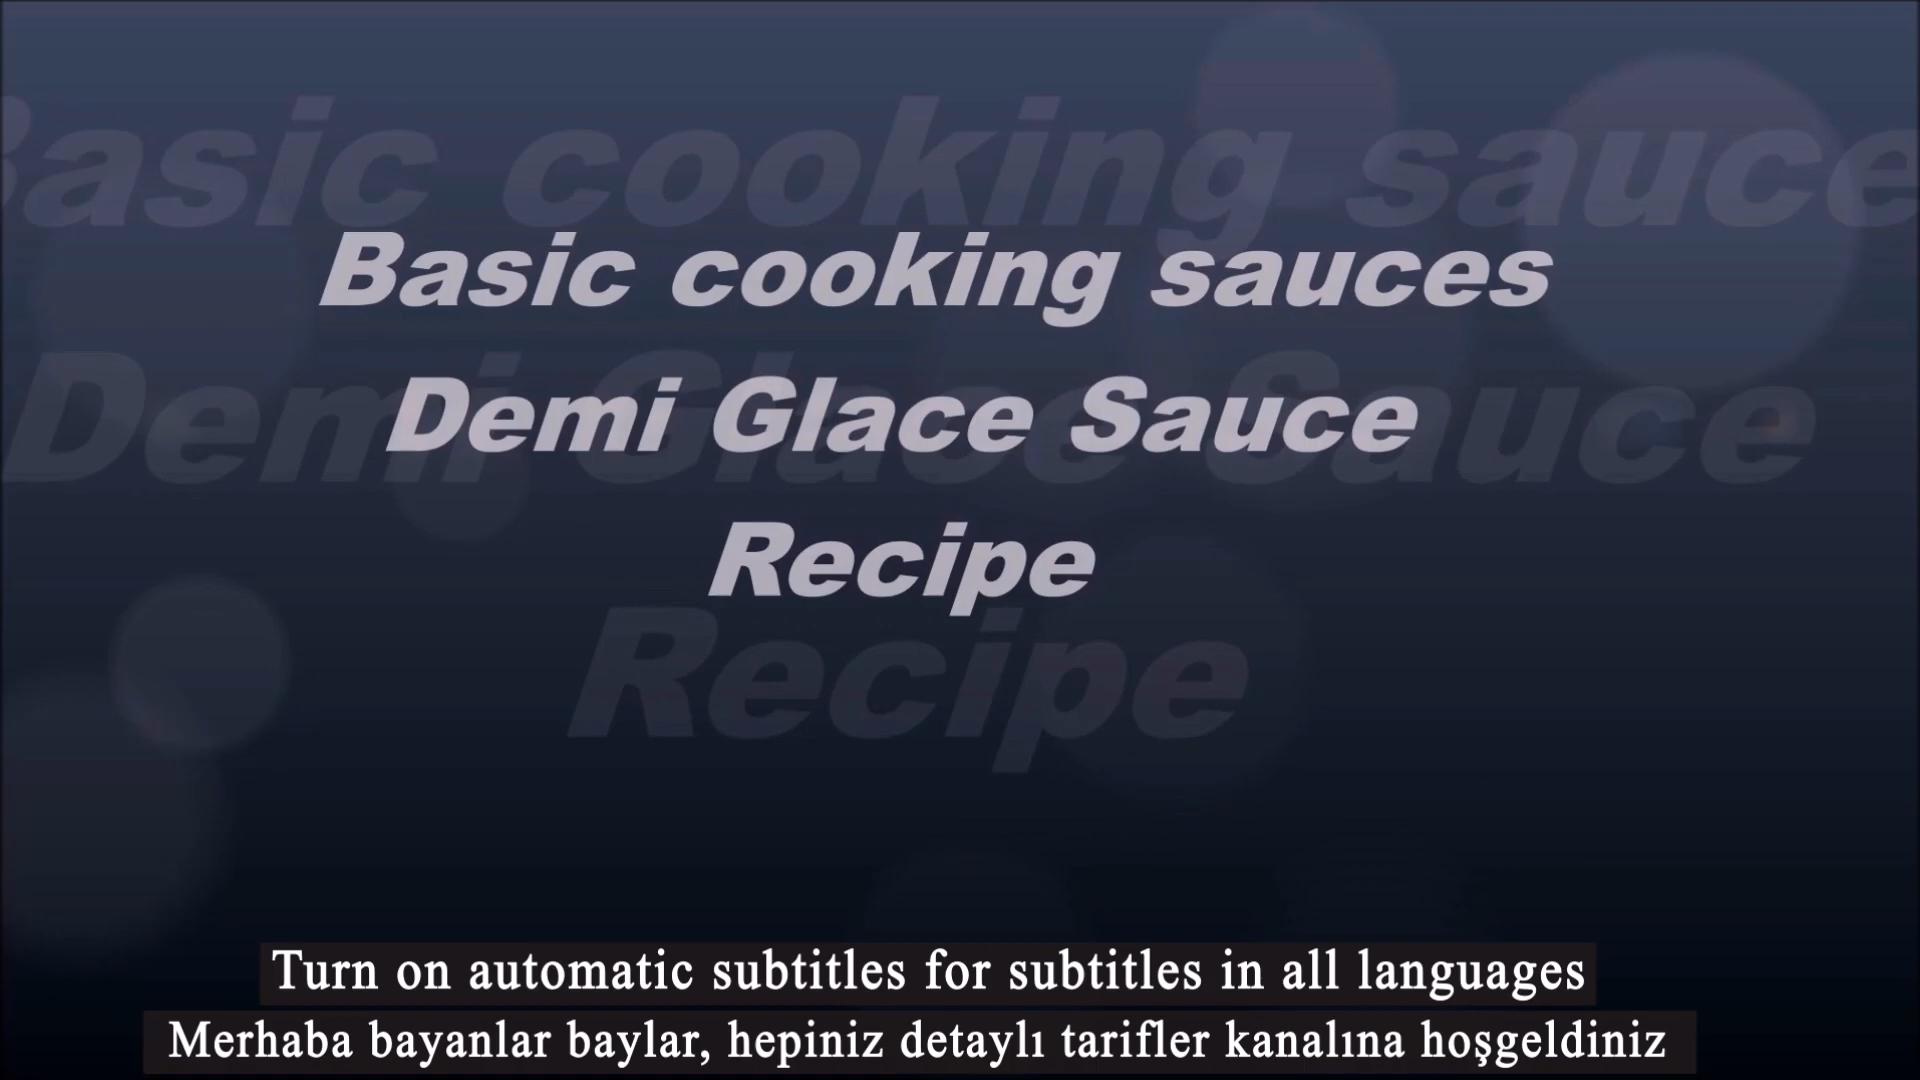 Basic cooking sauces
Demi Glace Sauce
Recipe
Turn on automatic subtitles for subtitles in all languages
Merhaba bayanlar baylar, hepiniz detaylı tarifler kanalına hoşgeldiniz